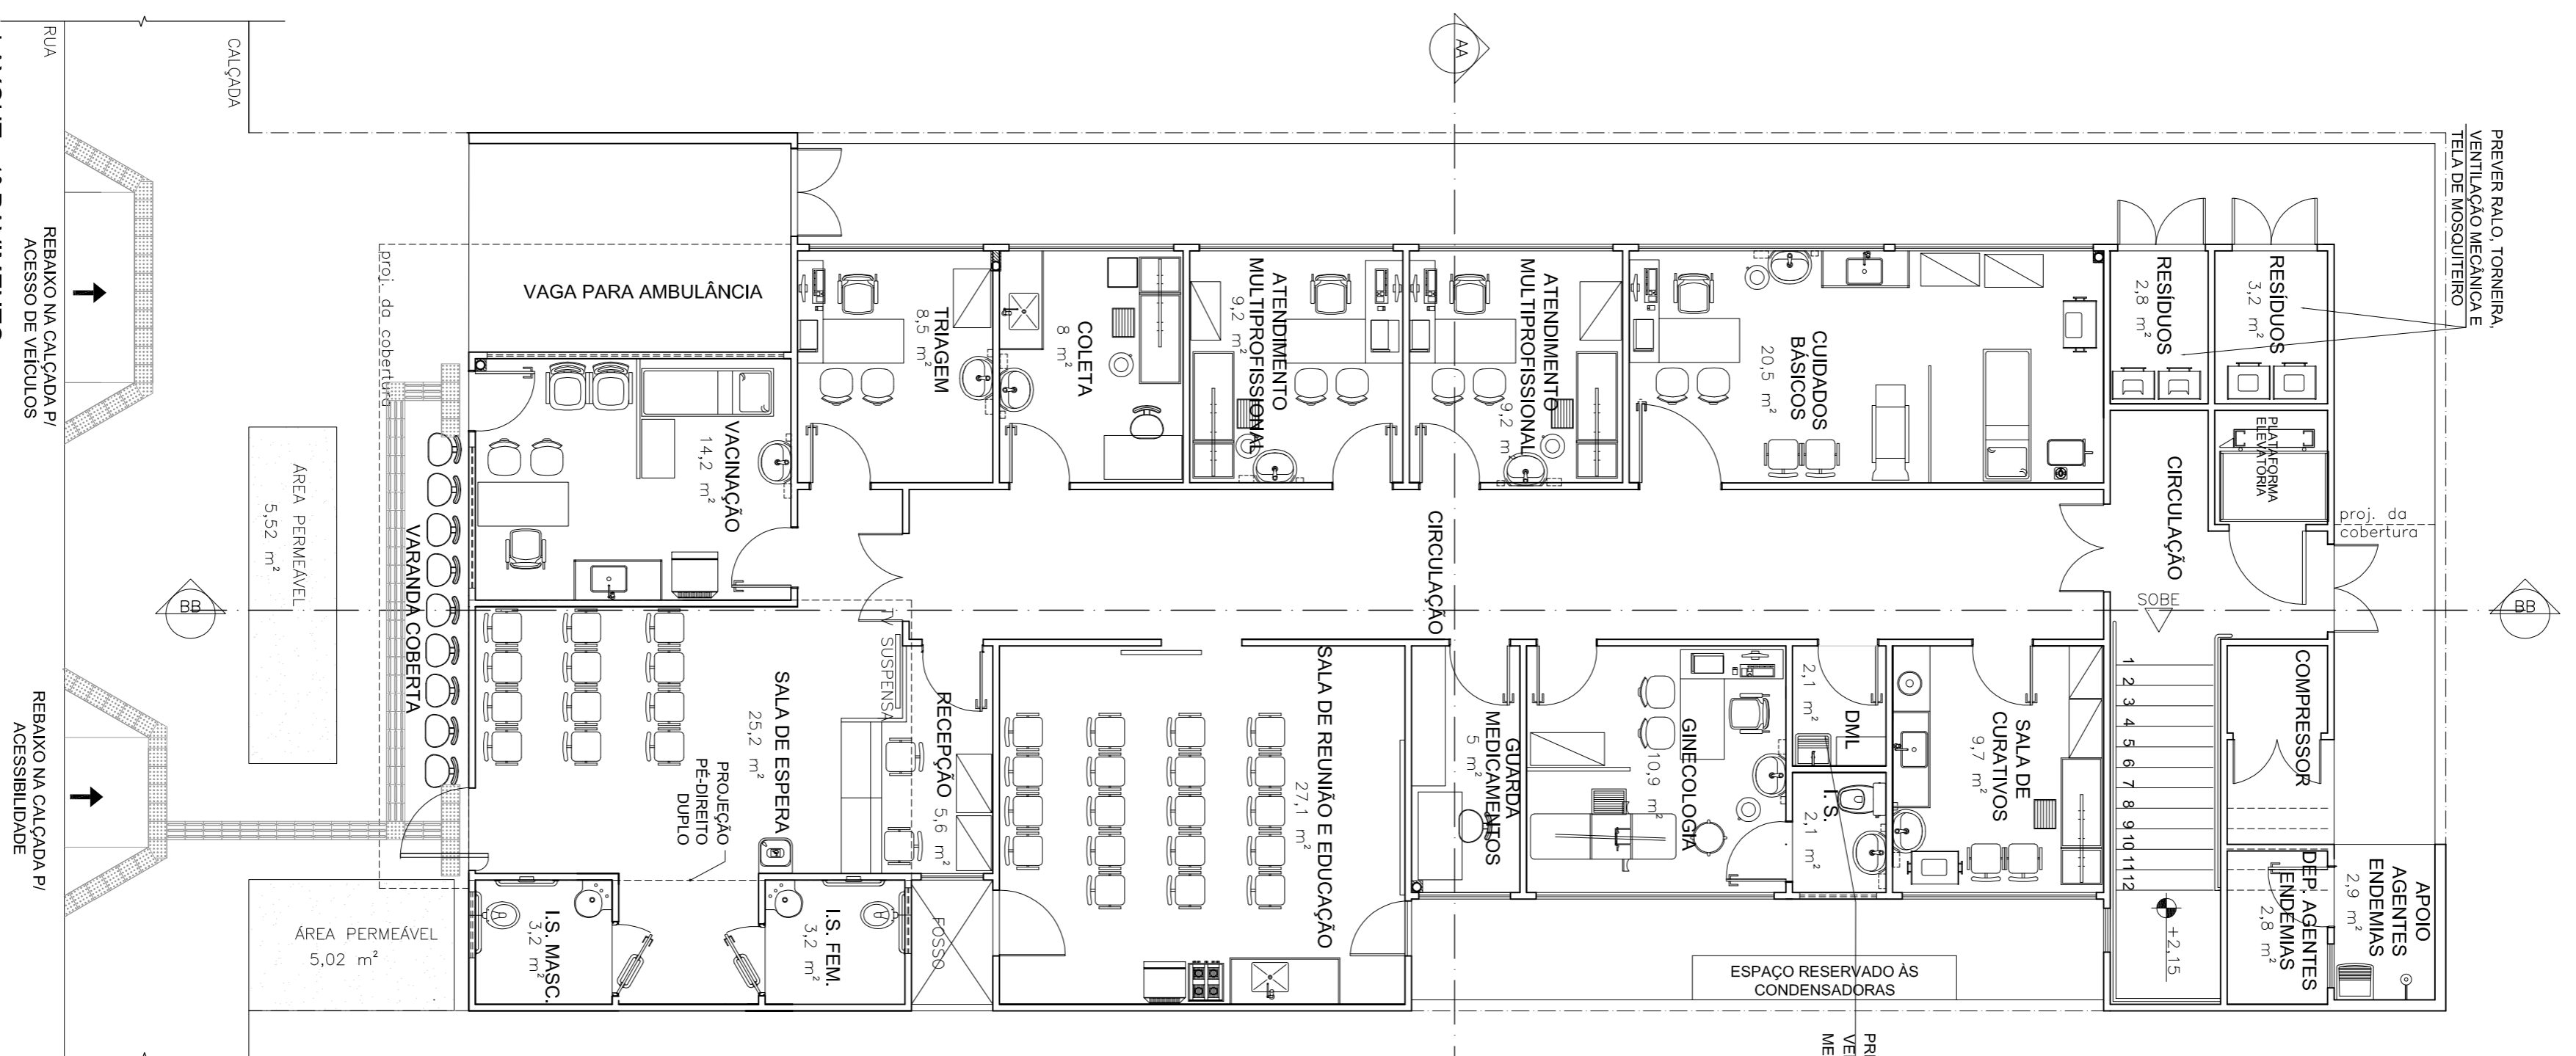 RUA
CALÇADA
REBAIXO NA CALÇADA P/
ACESSO DE VEÍCULOS
REBAIXO NA CALÇADA P/
ACESSIBILIDADE
ÁREA PERMEÁVEL
5,52 m²
ÁREA PERMEÁVEL
5,02 m²
BB
proj. da cobertura
VARANDA COBERTA
VAGA PARA AMBULÂNCIA
VACINAÇÃO
14,2 m²
SALA DE ESPERA
25,2 m²
PROJEÇÃO
PÉ-DIREITO
DUPLO
I.S. MASC.
3,2 m²
I.S. FEM.
3,2 m²
TV SUSPENSA
RECEPÇÃO
5,6 m²
FOSSO
TRIAGEM
8,5 m²
COLETA
8 m²
ATENDIMENTO
MULTIPROFISSIONAL
9,2 m²
ATENDIMENTO
MULTIPROFISSIONAL
9,2 m²
AA
CIRCULAÇÃO
SALA DE REUNIÃO E EDUCAÇÃO
27,1 m²
GUARDA
MEDICAMENTOS
5 m²
GINECOLOGIA
10,9 m²
DML
2,1 m²
I. S.
2,1 m²
SALA DE
CURATIVOS
9,7 m²
CUIDADOS
BÁSICOS
20,5 m²
RESÍDUOS
2,8 m²
RESÍDUOS
3,2 m²
PREVER RALO, TORNEIRA,
VENTILAÇÃO MECÂNICA E
TELA DE MOSQUITEIRO
PLATAFORMA
ELEVATÓRIA
CIRCULAÇÃO
proj. da
cobertura
SOBE
BB
1
2
3
4
5
6
7
8
9
10
11
12
+2,15
COMPRESSOR
DEP. AGENTES
ENDEMIAS
2,8 m²
APOIO
AGENTES
ENDEMIAS
2,9 m²
ESPAÇO RESERVADO ÀS
CONDENSADORAS